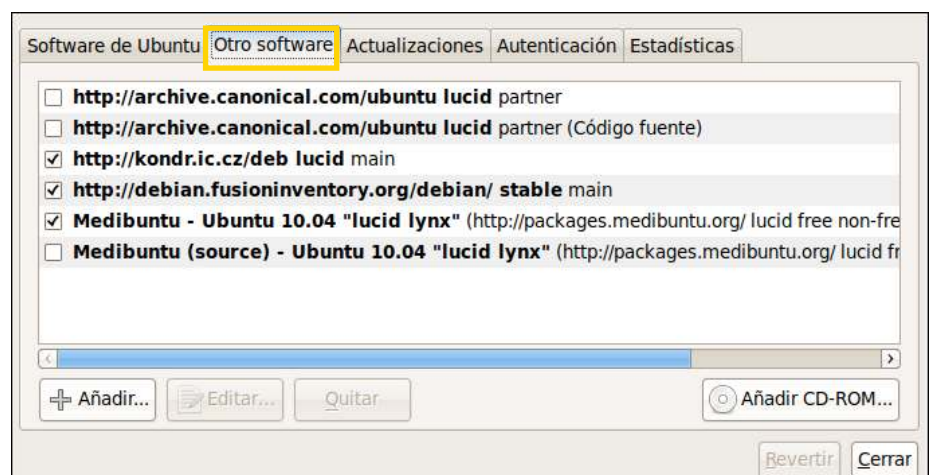 Software de Ubuntu Otro software Actualizaciones Autenticación Estadísticas
http://archive.canonical.com/ubuntu lucid partner
http://archive.canonical.com/ubuntu lucid partner (Código fuente)
http://kondr.ic.cz/deb lucid main
http://debian.fusioninventory.org/debian/ stable main
Medibuntu - Ubuntu 10.04 "lucid lynx" (http://packages.medibuntu.org/ lucid free non-fre
Medibuntu (source) - Ubuntu 10.04 "lucid lynx" (http://packages.medibuntu.org/ lucid fr
Añadir... Editar... Quitar Añadir CD-ROM...
Revertir Cerrar